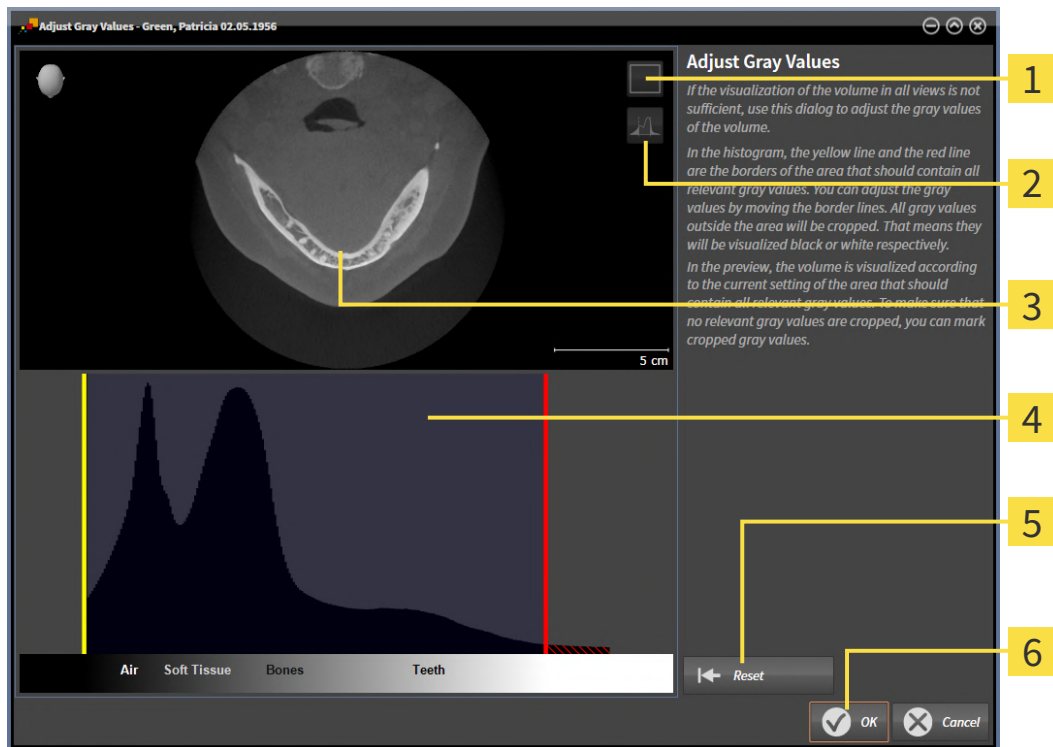 Adjust Gray Values - Green, Patricia 02.05.1956
5 cm
Air Soft Tissue Bones Teeth
Adjust Gray Values
If the visualization of the volume in all views is not
sufficient, use this dialog to adjust the gray values
of the volume.
In the histogram, the yellow line and the red line
are the borders of the area that should contain all
relevant gray values. You can adjust the gray
values by moving the border lines. All gray values
outside the area will be cropped. That means they
will be visualized black or white respectively.
In the preview, the volume is visualized according
to the current setting of the area that should
contain all relevant gray values. To make sure that
no relevant gray values are cropped, you can mark
cropped gray values.
Reset
OK Cancel
1
2
3
4
5
6